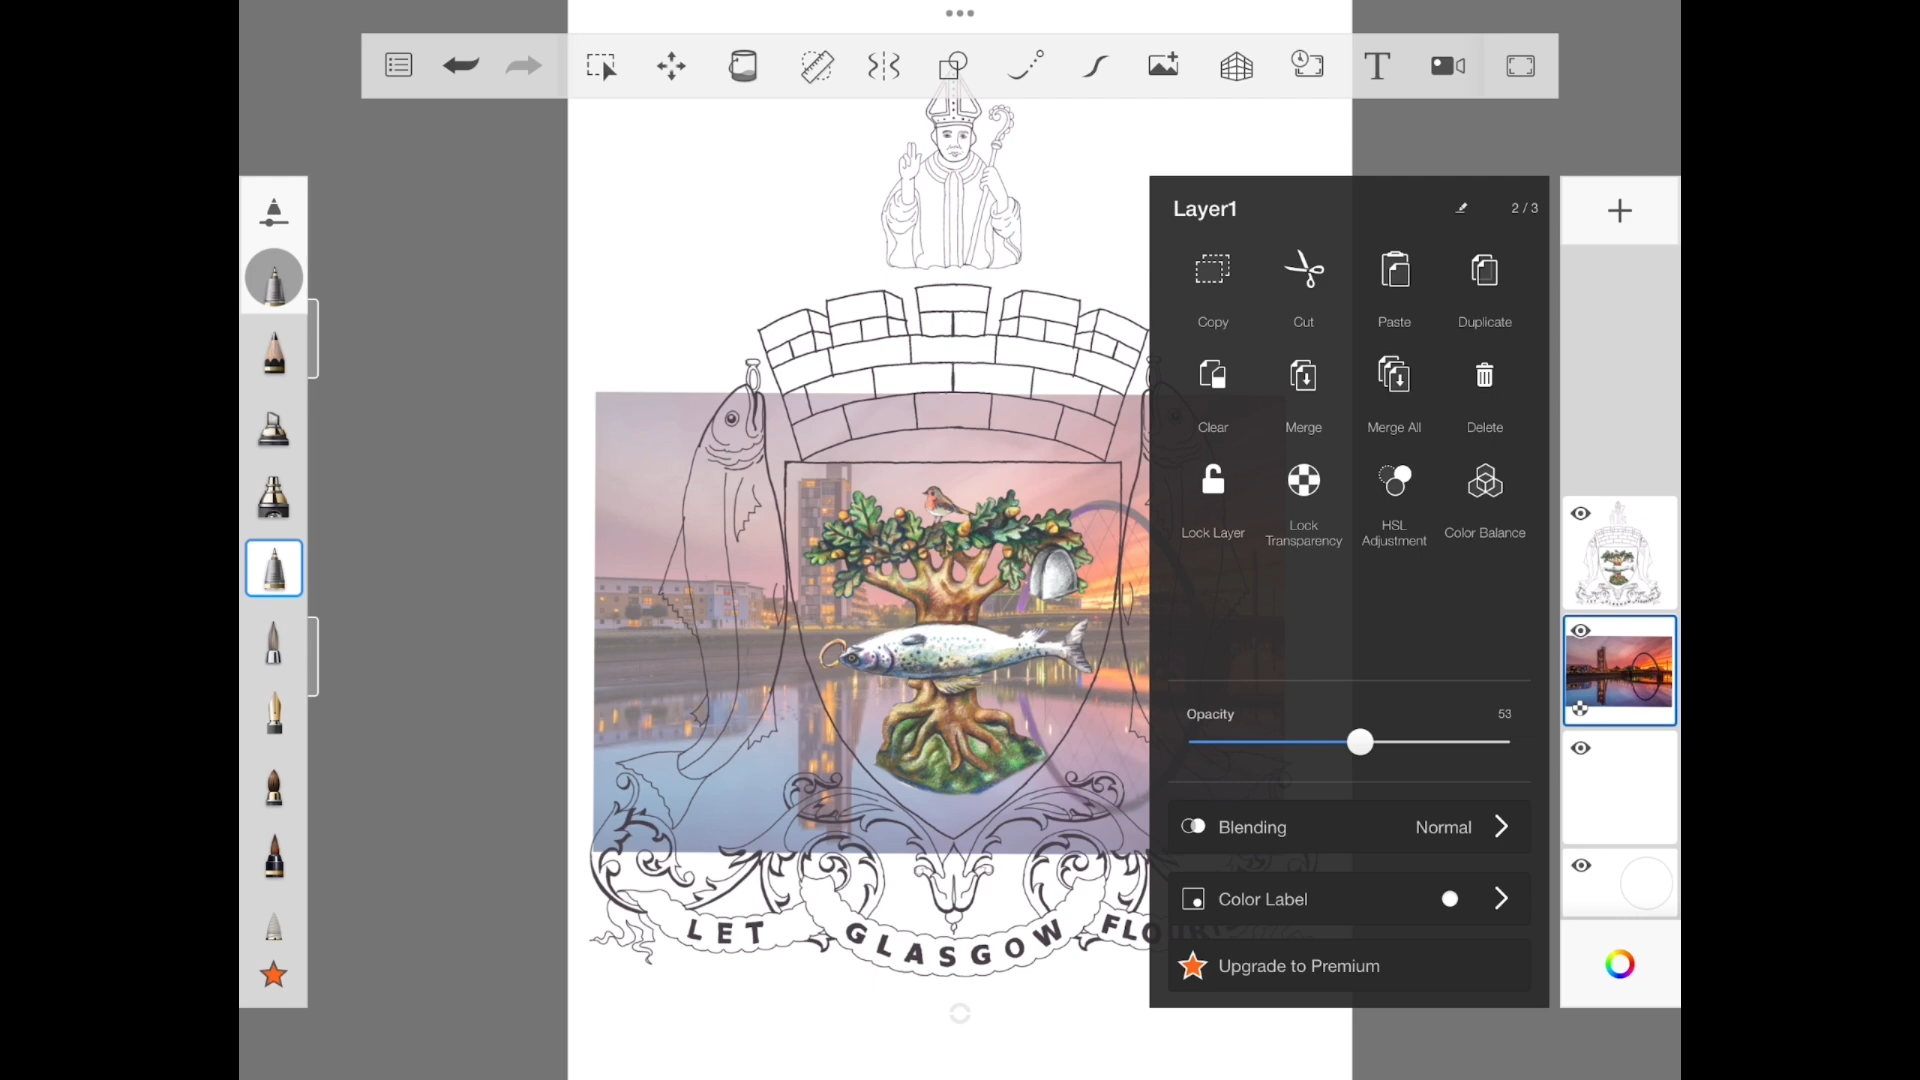 T
Layer1
2 / 3
Copy
Cut
Paste
Duplicate
Clear
Merge
Merge All
Delete
Lock Layer
Lock
Transparency
HSL
Adjustment
Color Balance
Opacity
53
Blending
Normal
Color Label
Upgrade to Premium
LET GLASGOW FLOURISH